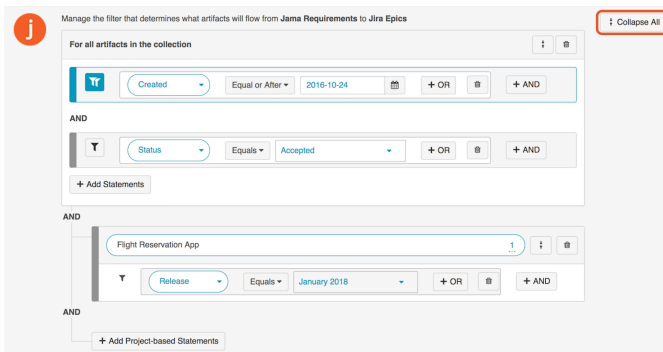 j
Manage the filter that determines what artifacts will flow from Jama Requirements to Jira Epics
Collapse All
For all artifacts in the collection
Created Equal or After 2016-10-24 + OR + AND
AND
Status Equals Accepted + OR + AND
+ Add Statements
AND
Flight Reservation App 1
Release Equals January 2018 + OR + AND
AND
+ Add Project-based Statements